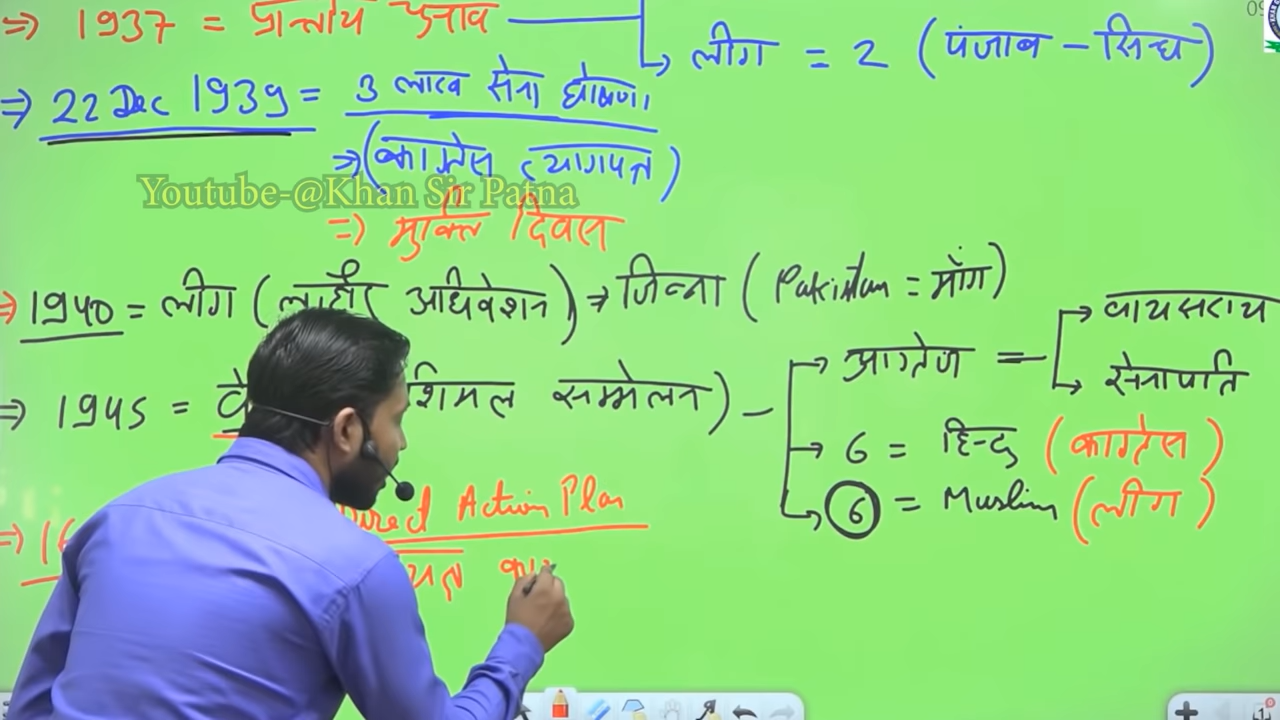 ⇒ 1937 = प्रान्तीय चुनाव
लीग = 2 (पंजाब - सिन्ध)
⇒ 22 Dec 1939 = 3 लाख सेना घोषणा
⇒ (काग्रेस त्यागपत्र)
Youtube-@Khan Sir Patna
⇒ मुक्ति दिवस
⇒ 1940 = लीग (लाहौर अधिवेशन) → जिन्ना (Pakistan = माँग)
⇒ 1945 = शिमला सम्मेलन)
अंग्रेज =
वायसराय
सेनापति
6 = हिन्दु (काग्रेस)
6 = Muslim (लीग)
Direct Action Plan